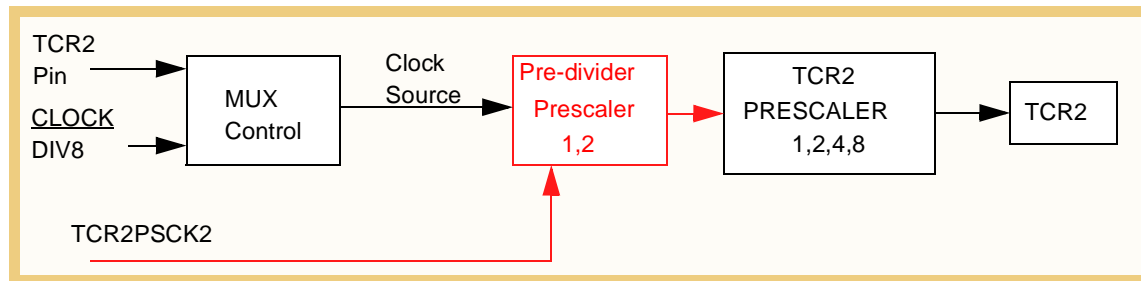 TCR2
Pin
CLOCK
DIV8
MUX
Control
Clock
Source
Pre-divider
Prescaler
1,2
TCR2
PRESCALER
1,2,4,8
TCR2
TCR2PSCK2